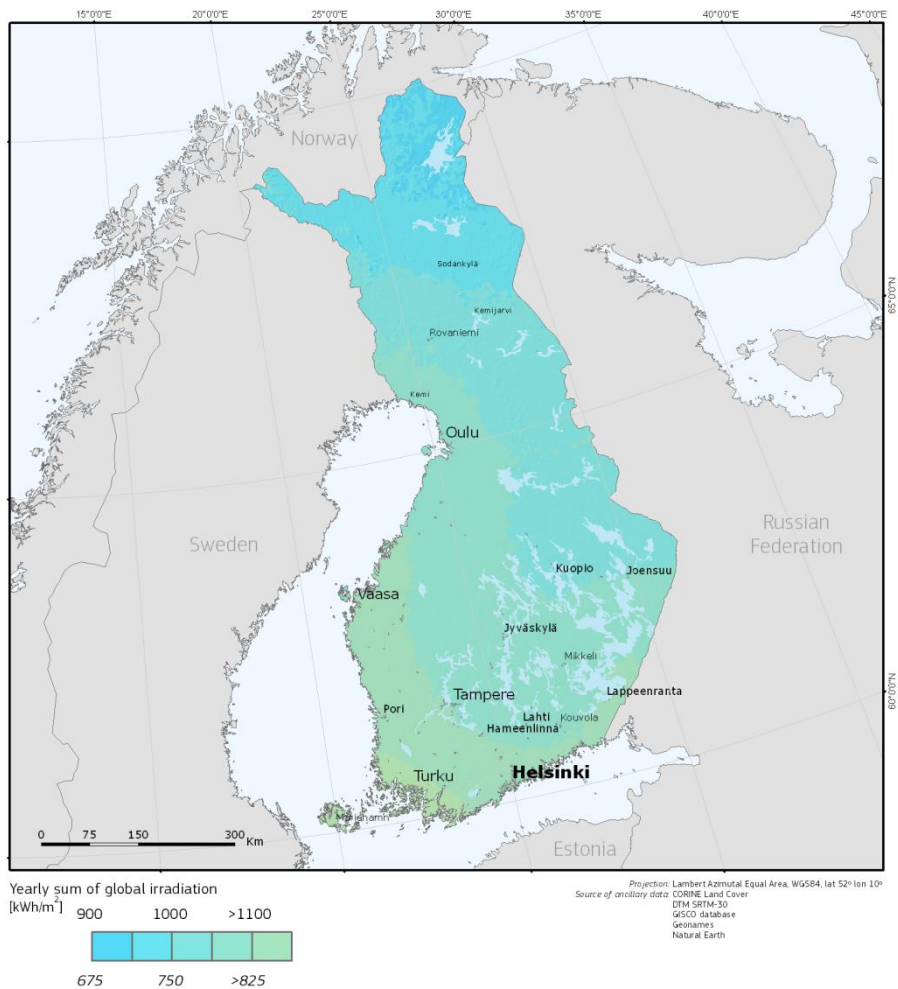 15°0'0"E 20°0'0"E 25°0'0"E 30°0'0"E 35°0'0"E 40°0'0"E 45°0'0"E
Norway
Sodankylä
65°0'0"N
Kemijarvi
Rovaniemi
Kemi
Oulu
Russian
Federation
Sweden
Kuopio
Joensuu
Vaasa
Jyväskylä
Mikkeli
Lappeenranta
60°0'0"N
Tampere
Pori
Lahti
Kouvola
Hameenlinna
Helsinki
Turku
Mariehamn
0 75 150 300 Km
Estonia
Projection: Lambert Azimutal Equal Area, WGS84, lat 52º lon 10º
Source of ancillary data: CORINE Land Cover
DTM SRTM-30
GISCO database
Geonames
Natural Earth
Yearly sum of global irradiation
[kWh/m²]
900 1000 >1100
675 750 >825